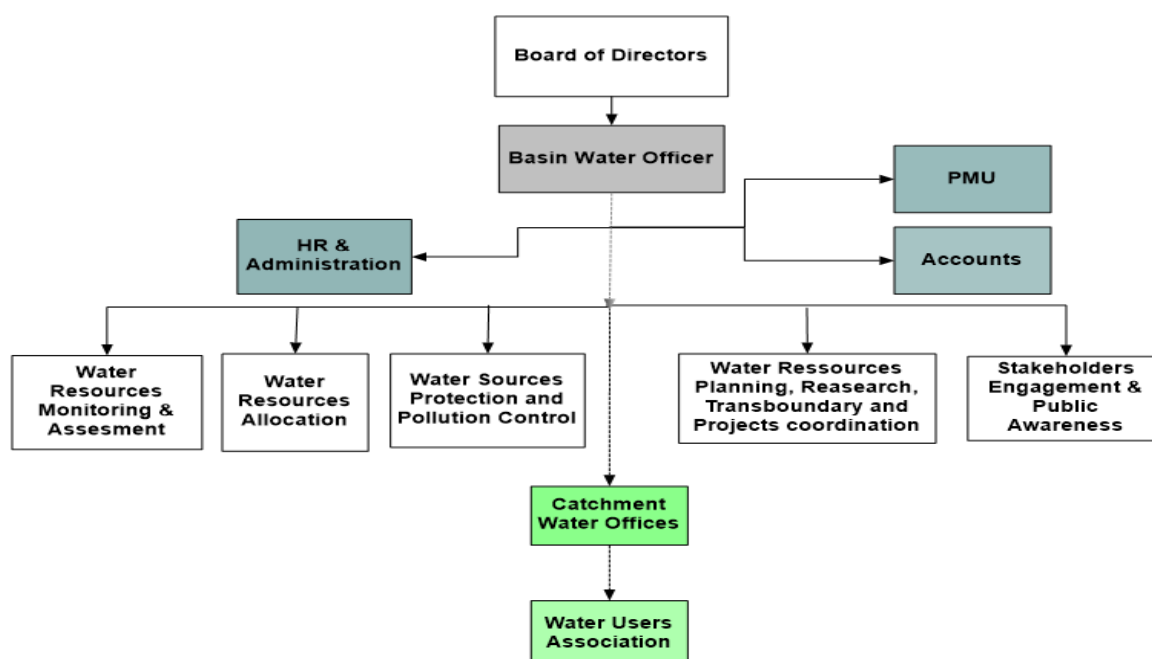 Board of Directors
Basin Water Officer
PMU
HR &
Administration
Accounts
Water
Resources
Monitoring &
Assesment
Water
Resources
Allocation
Water Sources
Protection and
Pollution Control
Water Ressources
Planning, Reasearch,
Transboundary and
Projects coordination
Stakeholders
Engagement &
Public
Awareness
Catchment
Water Offices
Water Users
Association